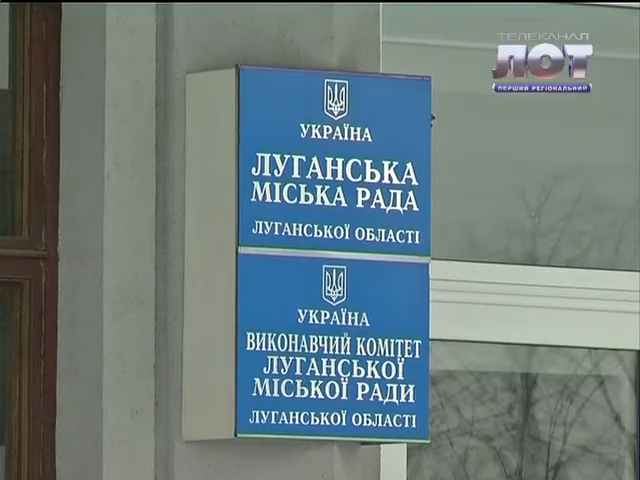 ТЕЛЕКАНАЛ
ЛОТ
ПЕРШИЙ РЕГІОНАЛЬНИЙ
УКРАЇНА
ЛУГАНСЬКА
МІСЬКА РАДА
ЛУГАНСЬКОЇ ОБЛАСТІ
УКРАЇНА
ВИКОНАВЧИЙ КОМІТЕТ
ЛУГАНСЬКОЇ
МІСЬКОЇ РАДИ
ЛУГАНСЬКОЇ ОБЛАСТІ